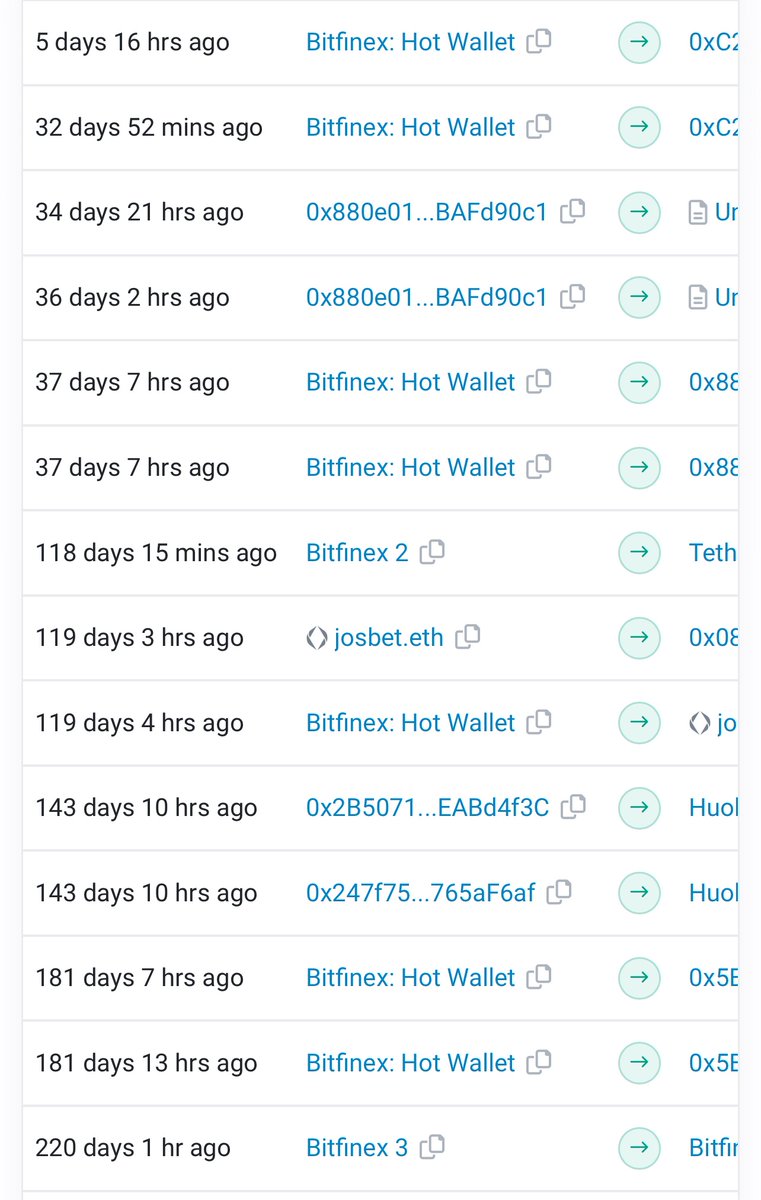 5 days 16 hrs ago Bitfinex: Hot Wallet 0xC2
32 days 52 mins ago Bitfinex: Hot Wallet 0xC2
34 days 21 hrs ago 0x880e01...BAFd90c1 Un
36 days 2 hrs ago 0x880e01...BAFd90c1 Un
37 days 7 hrs ago Bitfinex: Hot Wallet 0x88
37 days 7 hrs ago Bitfinex: Hot Wallet 0x88
118 days 15 mins ago Bitfinex 2 Teth
119 days 3 hrs ago josbet.eth 0x08
119 days 4 hrs ago Bitfinex: Hot Wallet jo
143 days 10 hrs ago 0x2B5071...EABd4f3C Huo
143 days 10 hrs ago 0x247f75...765aF6af Huo
181 days 7 hrs ago Bitfinex: Hot Wallet 0x5E
181 days 13 hrs ago Bitfinex: Hot Wallet 0x5E
220 days 1 hr ago Bitfinex 3 Bitfin